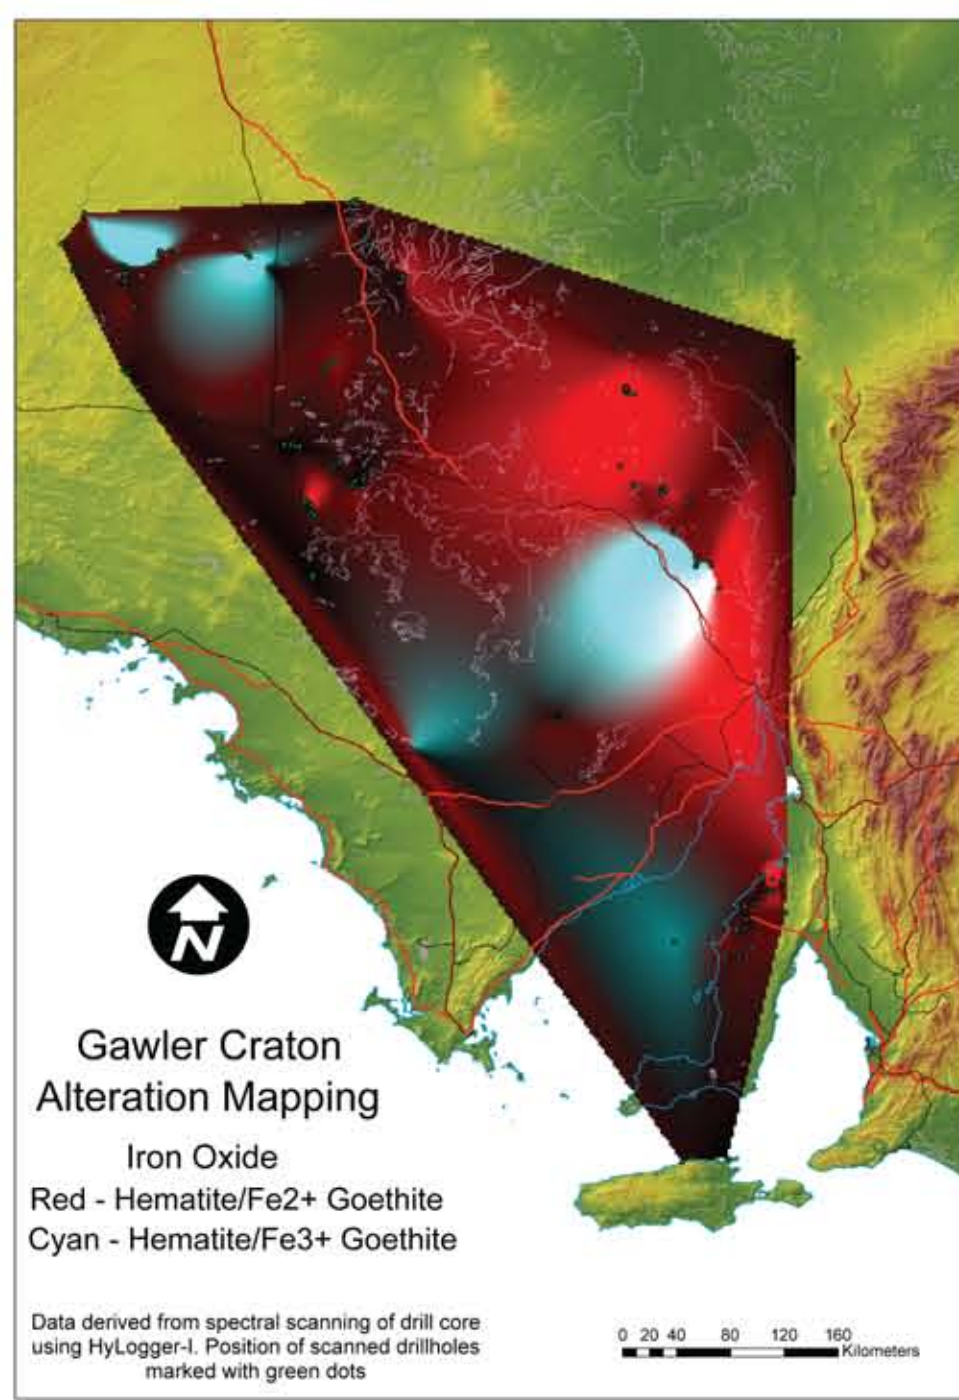 N
Gawler Craton
Alteration Mapping
Iron Oxide
Red - Hematite/Fe2+ Goethite
Cyan - Hematite/Fe3+ Goethite
Data derived from spectral scanning of drill core
using HyLogger-I. Position of scanned drillholes
marked with green dots
0 20 40 80 120 160
Kilometers